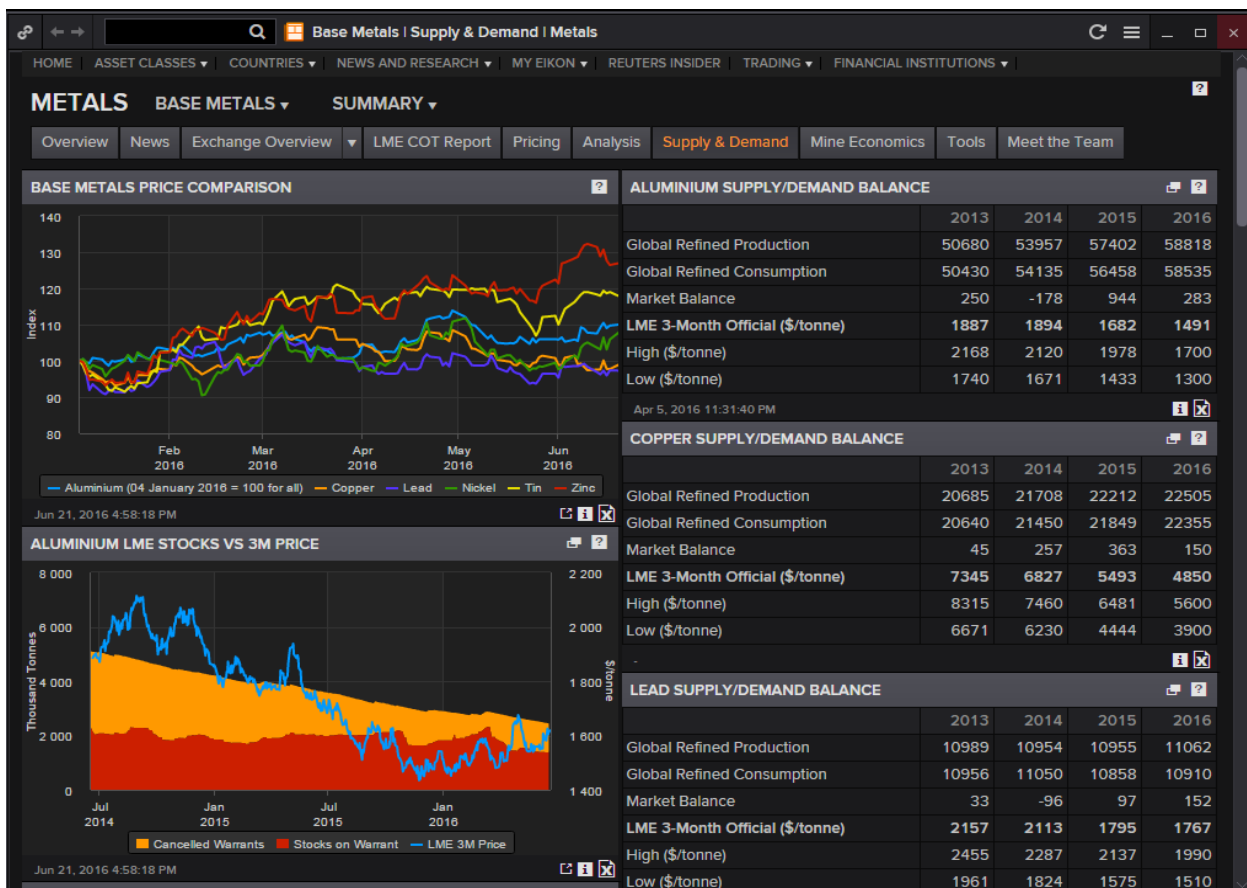 Base Metals | Supply & Demand | Metals
HOME ASSET CLASSES COUNTRIES NEWS AND RESEARCH MY EIKON REUTERS INSIDER TRADING FINANCIAL INSTITUTIONS
METALS BASE METALS SUMMARY ?
Overview News Exchange Overview LME COT Report Pricing Analysis Supply & Demand Mine Economics Tools Meet the Team
BASE METALS PRICE COMPARISON ?
140
130
120
110
100
90
80
Index
Feb 2016 Mar 2016 Apr 2016 May 2016 Jun 2016
Aluminium (04 January 2016 = 100 for all) Copper Lead Nickel Tin Zinc
Jun 21, 2016 4:58:18 PM
ALUMINIUM LME STOCKS VS 3M PRICE ?
8 000 2 200
6 000 2 000
4 000 1 800
2 000 1 600
0 1 400
Thousand Tonnes
$/tonne
Jul 2014 Jan 2015 Jul 2015 Jan 2016
Cancelled Warrants Stocks on Warrant LME 3M Price
Jun 21, 2016 4:58:18 PM
ALUMINIUM SUPPLY/DEMAND BALANCE ?
2013 2014 2015 2016
Global Refined Production 50680 53957 57402 58818
Global Refined Consumption 50430 54135 56458 58535
Market Balance 250 -178 944 283
LME 3-Month Official ($/tonne) 1887 1894 1682 1491
High ($/tonne) 2168 2120 1978 1700
Low ($/tonne) 1740 1671 1433 1300
Apr 5, 2016 11:31:40 PM
COPPER SUPPLY/DEMAND BALANCE ?
2013 2014 2015 2016
Global Refined Production 20685 21708 22212 22505
Global Refined Consumption 20640 21450 21849 22355
Market Balance 45 257 363 150
LME 3-Month Official ($/tonne) 7345 6827 5493 4850
High ($/tonne) 8315 7460 6481 5600
Low ($/tonne) 6671 6230 4444 3900
-
LEAD SUPPLY/DEMAND BALANCE ?
2013 2014 2015 2016
Global Refined Production 10989 10954 10955 11062
Global Refined Consumption 10956 11050 10858 10910
Market Balance 33 -96 97 152
LME 3-Month Official ($/tonne) 2157 2113 1795 1767
High ($/tonne) 2455 2287 2137 1990
Low ($/tonne) 1961 1824 1575 1510